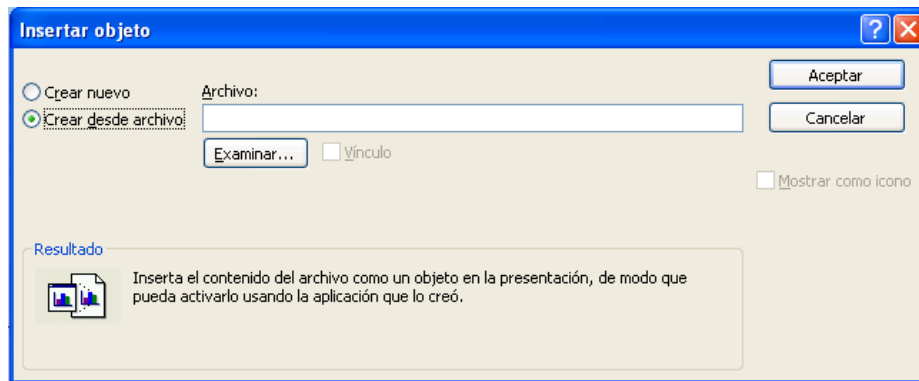 Insertar objeto
Crear nuevo
Archivo:
Aceptar
Crear desde archivo
Cancelar
Examinar...
Vínculo
Mostrar como icono
Resultado
Inserta el contenido del archivo como un objeto en la presentación, de modo que
pueda activarlo usando la aplicación que lo creó.